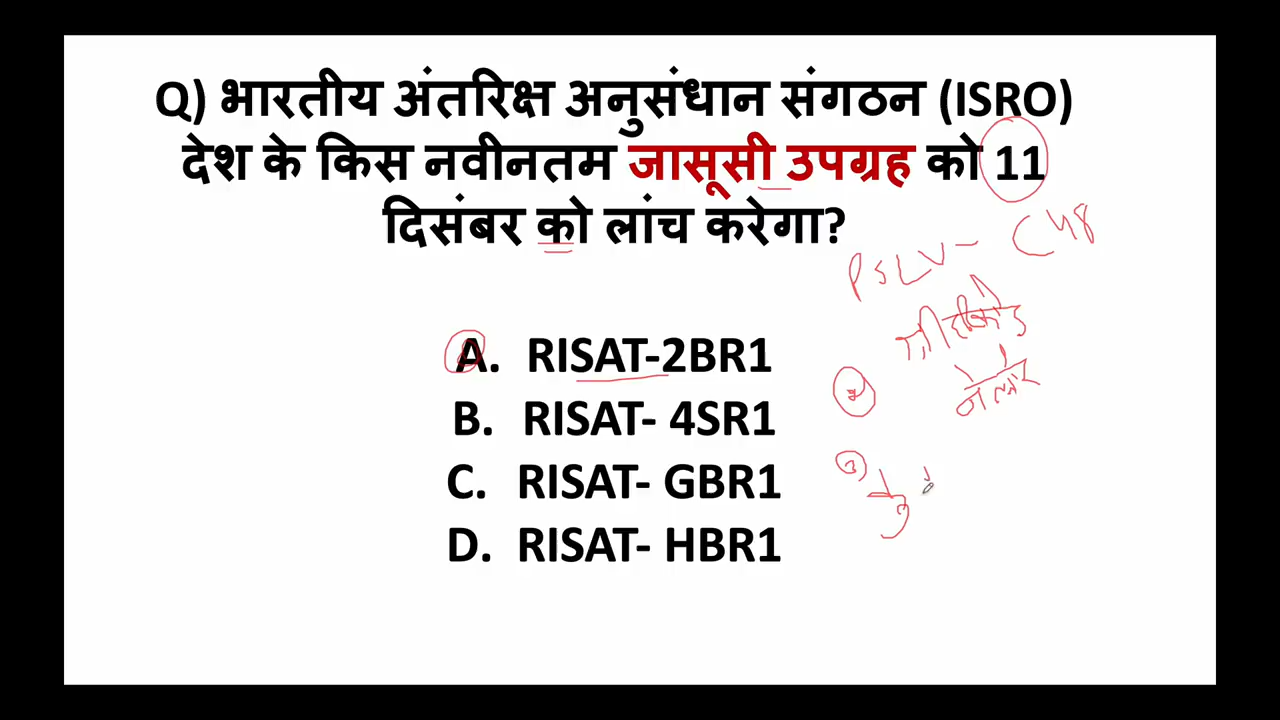 Q) भारतीय अंतरिक्ष अनुसंधान संगठन (ISRO)
देश के किस नवीनतम जासूसी उपग्रह को 11
दिसंबर को लांच करेगा?
PSLV- C48
A. RISAT-2BR1
B. RISAT- 4SR1
C. RISAT- GBR1
D. RISAT- HBR1